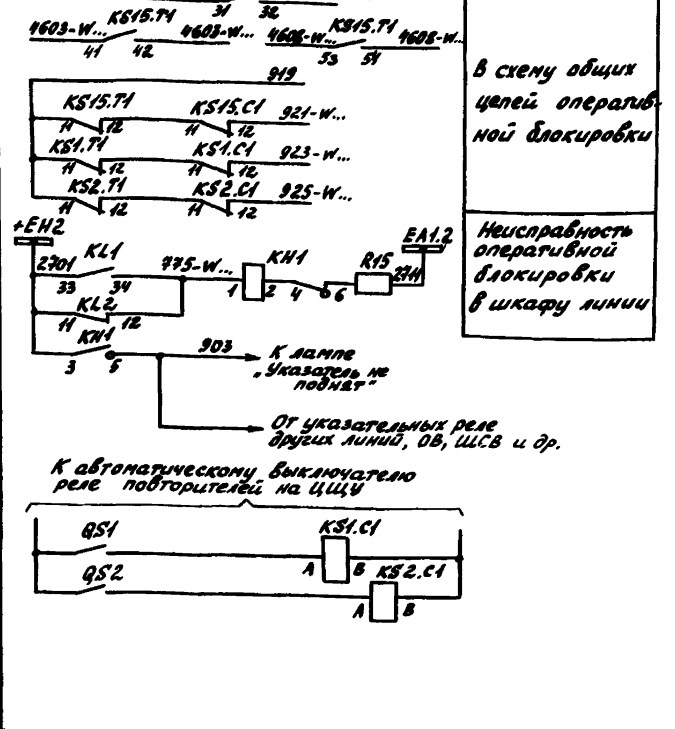 31 32
4603-W... KS15.T1 4603-W... 4608-W... KS15.T1 4608-W...
41 42 53 54
919
KS15.T1 KS15.C1 921-W...
11 12 11 12
KS1.T1 KS1.C1 923-W...
11 12 11 12
KS2.T1 KS2.C1 925-W...
11 12 11 12
В схему общих
цепей оператив-
ной блокировки
+EH2 EA1.2
2701 KL1 775-W... KH1 R15 2711
33 34 1 2 4 6
KL2
11 12
KH1
3 5
903
Неисправность
оперативной
блокировки
в шкафу линии
К лампе
„Указатель не
поднят"
От указательных реле
других линий, ОВ, ШСВ и др.
К автоматическому выключателю
реле повторителей на ЦЩУ
QS1 KS1.C1
A B
QS2 KS2.C1
A B